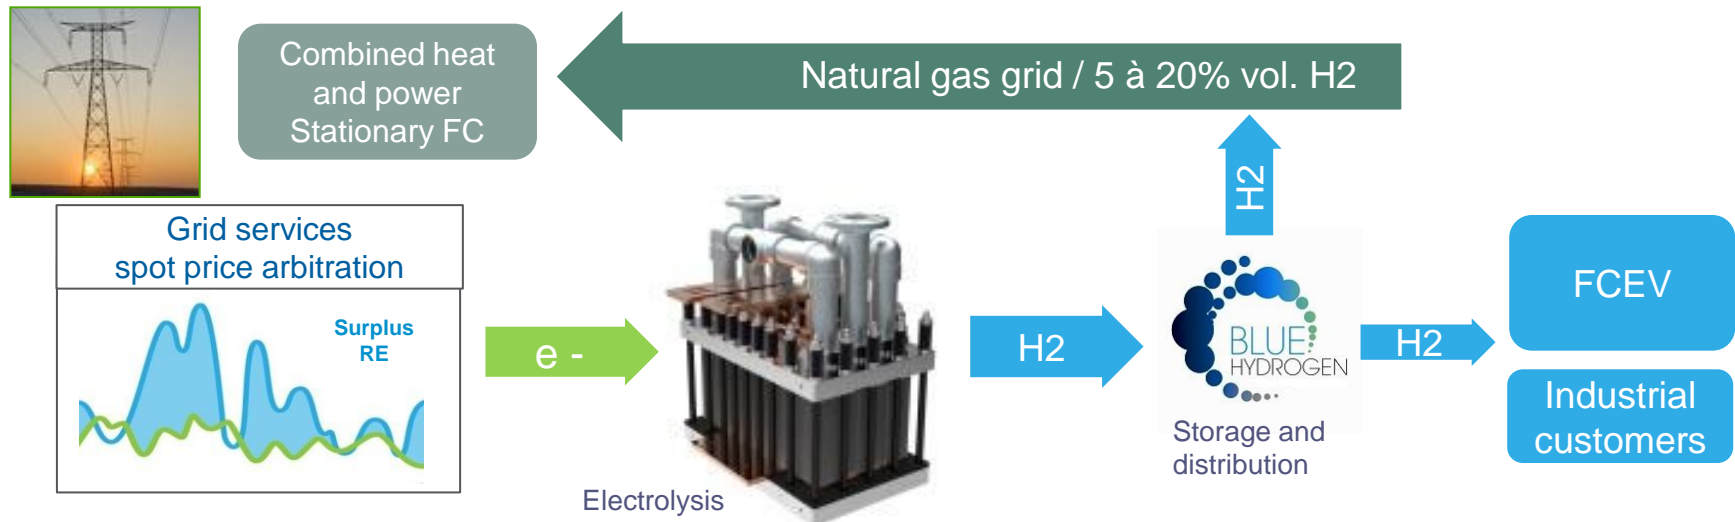 Combined heat
and power
Stationary FC
Natural gas grid / 5 à 20% vol. H2
H2
Grid services
spot price arbitration
Surplus
RE
e -
Electrolysis
H2
BLUE
HYDROGEN
Storage and
distribution
H2
FCEV
Industrial
customers